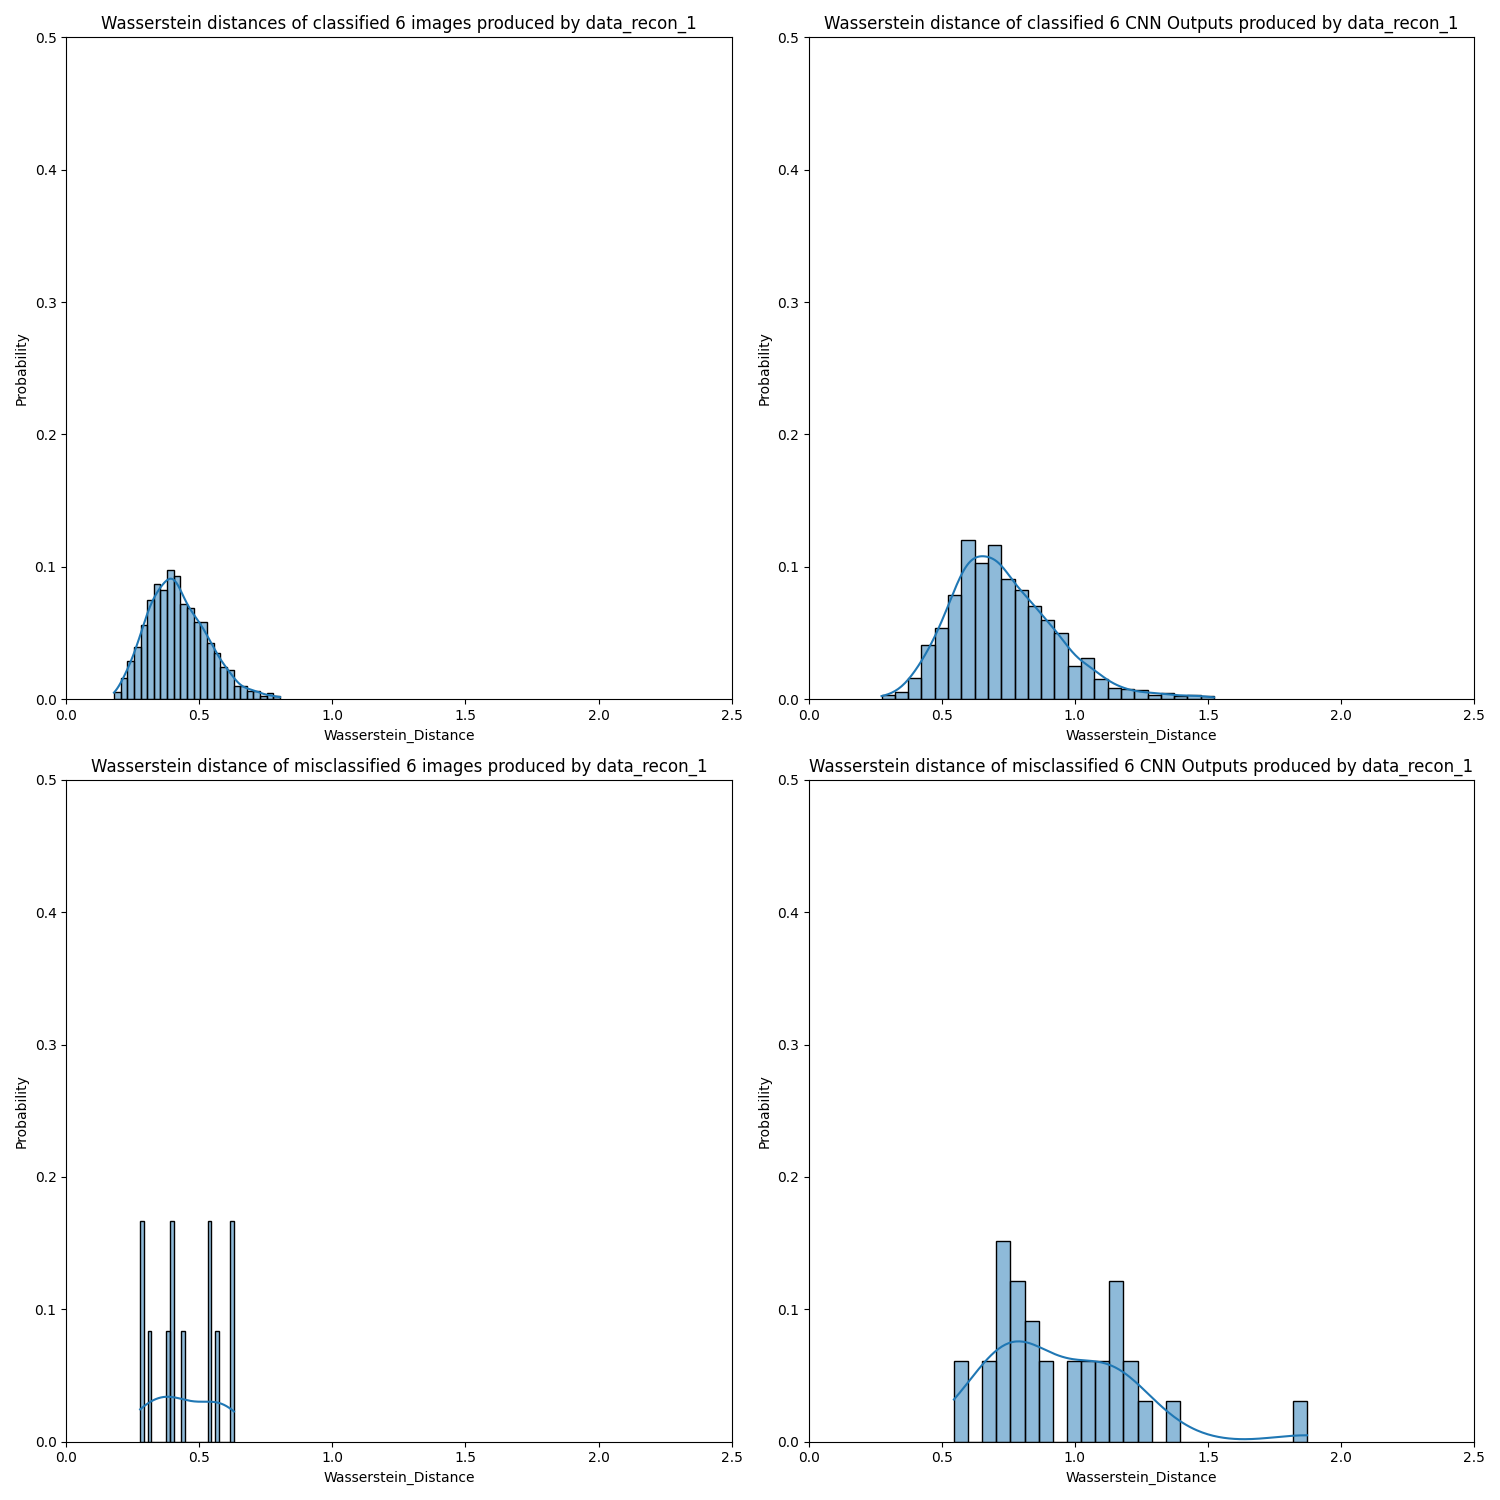 Wasserstein distances of classified 6 images produced by data_recon_1
0.5
0.4
0.3
0.2
0.1
0.0
Probability
0.0 0.5 1.0 1.5 2.0 2.5
Wasserstein_Distance
Wasserstein distance of classified 6 CNN Outputs produced by data_recon_1
0.5
0.4
0.3
0.2
0.1
0.0
Probability
0.0 0.5 1.0 1.5 2.0 2.5
Wasserstein_Distance
Wasserstein distance of misclassified 6 images produced by data_recon_1
0.5
0.4
0.3
0.2
0.1
0.0
Probability
0.0 0.5 1.0 1.5 2.0 2.5
Wasserstein_Distance
Wasserstein distance of misclassified 6 CNN Outputs produced by data_recon_1
0.5
0.4
0.3
0.2
0.1
0.0
Probability
0.0 0.5 1.0 1.5 2.0 2.5
Wasserstein_Distance